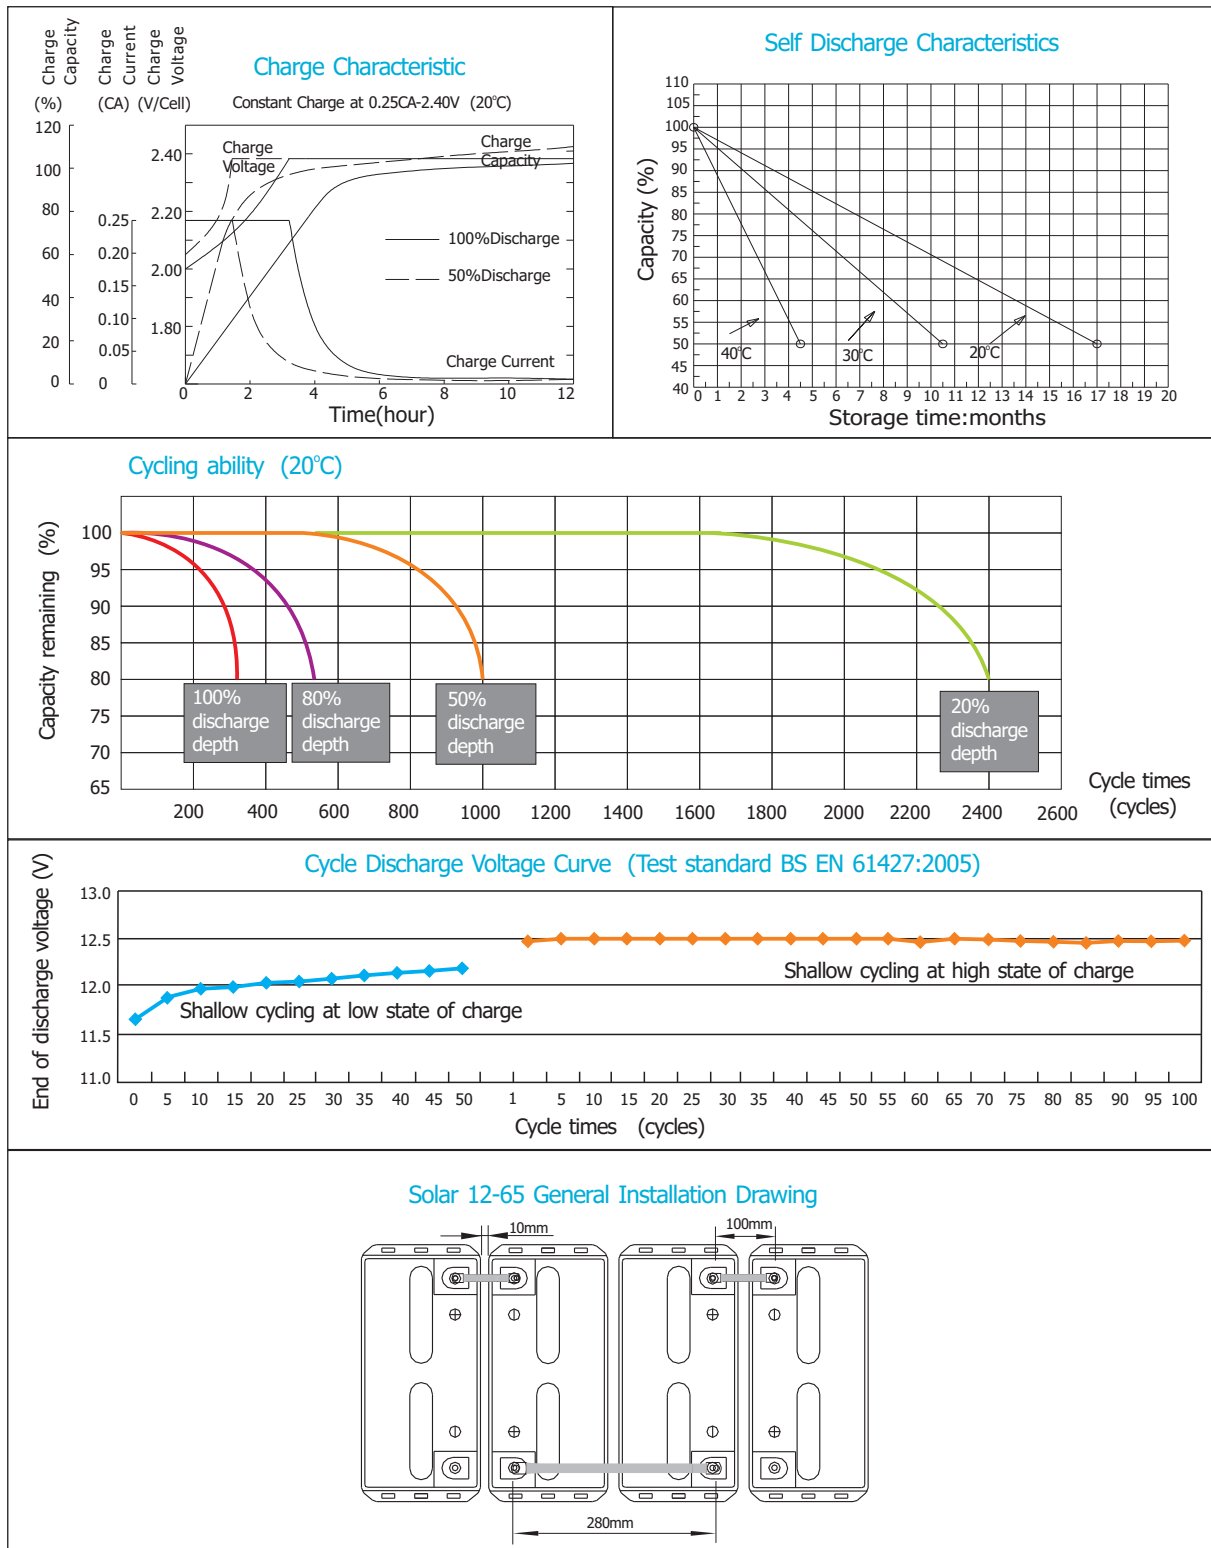 Charge Capacity
Charge Current
Charge Voltage
(%)
(CA)
(V/Cell)
Charge Characteristic
Constant Charge at 0.25CA-2.40V (20°C)
120
100
80
60
40
20
0
0.25
0.20
0.15
0.10
0.05
0
2.40
2.20
2.00
1.80
Charge
Voltage
Charge
Capacity
100%Discharge
50%Discharge
Charge Current
0 2 4 6 8 10 12
Time(hour)
Self Discharge Characteristics
Capacity (%)
110
105
100
95
90
85
80
75
70
65
60
55
50
45
40
40°C
30°C
20°C
0 1 2 3 4 5 6 7 8 9 10 11 12 13 14 15 16 17 18 19 20
Storage time:months
Cycling ability (20°C)
Capacity remaining (%)
100
95
90
85
80
75
70
65
100%
discharge
depth
80%
discharge
depth
50%
discharge
depth
20%
discharge
depth
200 400 600 800 1000 1200 1400 1600 1800 2000 2200 2400 2600
Cycle times
(cycles)
Cycle Discharge Voltage Curve (Test standard BS EN 61427:2005)
End of discharge voltage (V)
13.0
12.5
12.0
11.5
11.0
Shallow cycling at low state of charge
Shallow cycling at high state of charge
0 5 10 15 20 25 30 35 40 45 50 1 5 10 15 20 25 30 35 40 45 50 55 60 65 70 75 80 85 90 95 100
Cycle times (cycles)
Solar 12-65 General Installation Drawing
10mm
100mm
280mm